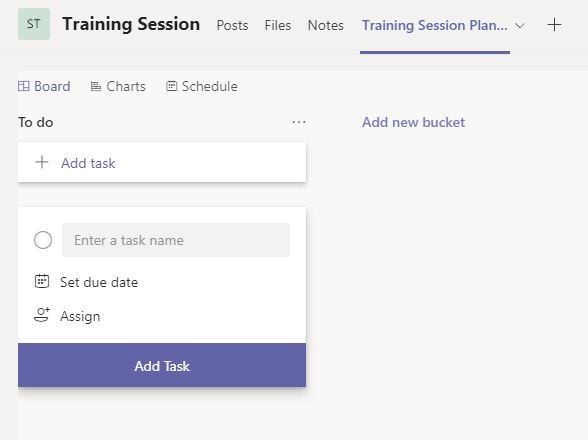 ST Training Session Posts Files Notes Training Session Plan...
Board Charts Schedule
To do Add new bucket
Add task
Enter a task name
Set due date
Assign
Add Task